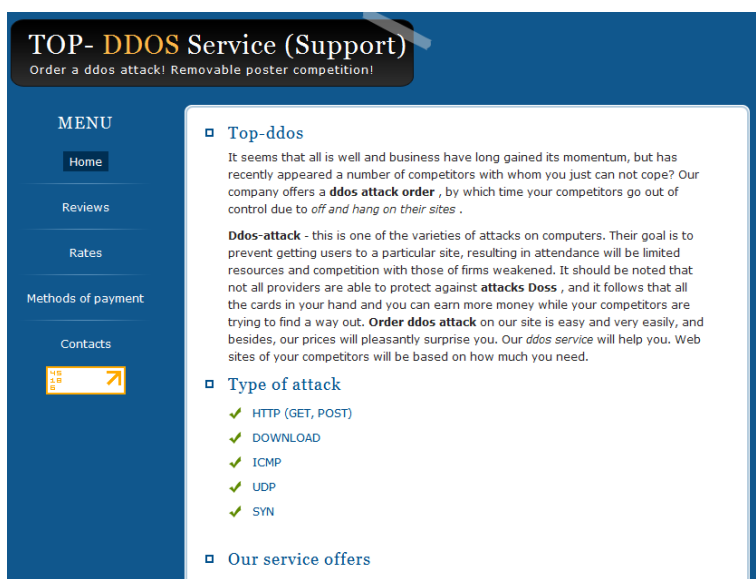 TOP- DDOS Service (Support)
Order a ddos attack! Removable poster competition!
MENU
Home
Reviews
Rates
Methods of payment
Contacts
45
18
6
Top-ddos
It seems that all is well and business have long gained its momentum, but has
recently appeared a number of competitors with whom you just can not cope? Our
company offers a ddos attack order , by which time your competitors go out of
control due to off and hang on their sites .
Ddos-attack - this is one of the varieties of attacks on computers. Their goal is to
prevent getting users to a particular site, resulting in attendance will be limited
resources and competition with those of firms weakened. It should be noted that
not all providers are able to protect against attacks Doss , and it follows that all
the cards in your hand and you can earn more money while your competitors are
trying to find a way out. Order ddos attack on our site is easy and very easily, and
besides, our prices will pleasantly surprise you. Our ddos service will help you. Web
sites of your competitors will be based on how much you need.
Type of attack
HTTP (GET, POST)
DOWNLOAD
ICMP
UDP
SYN
Our service offers